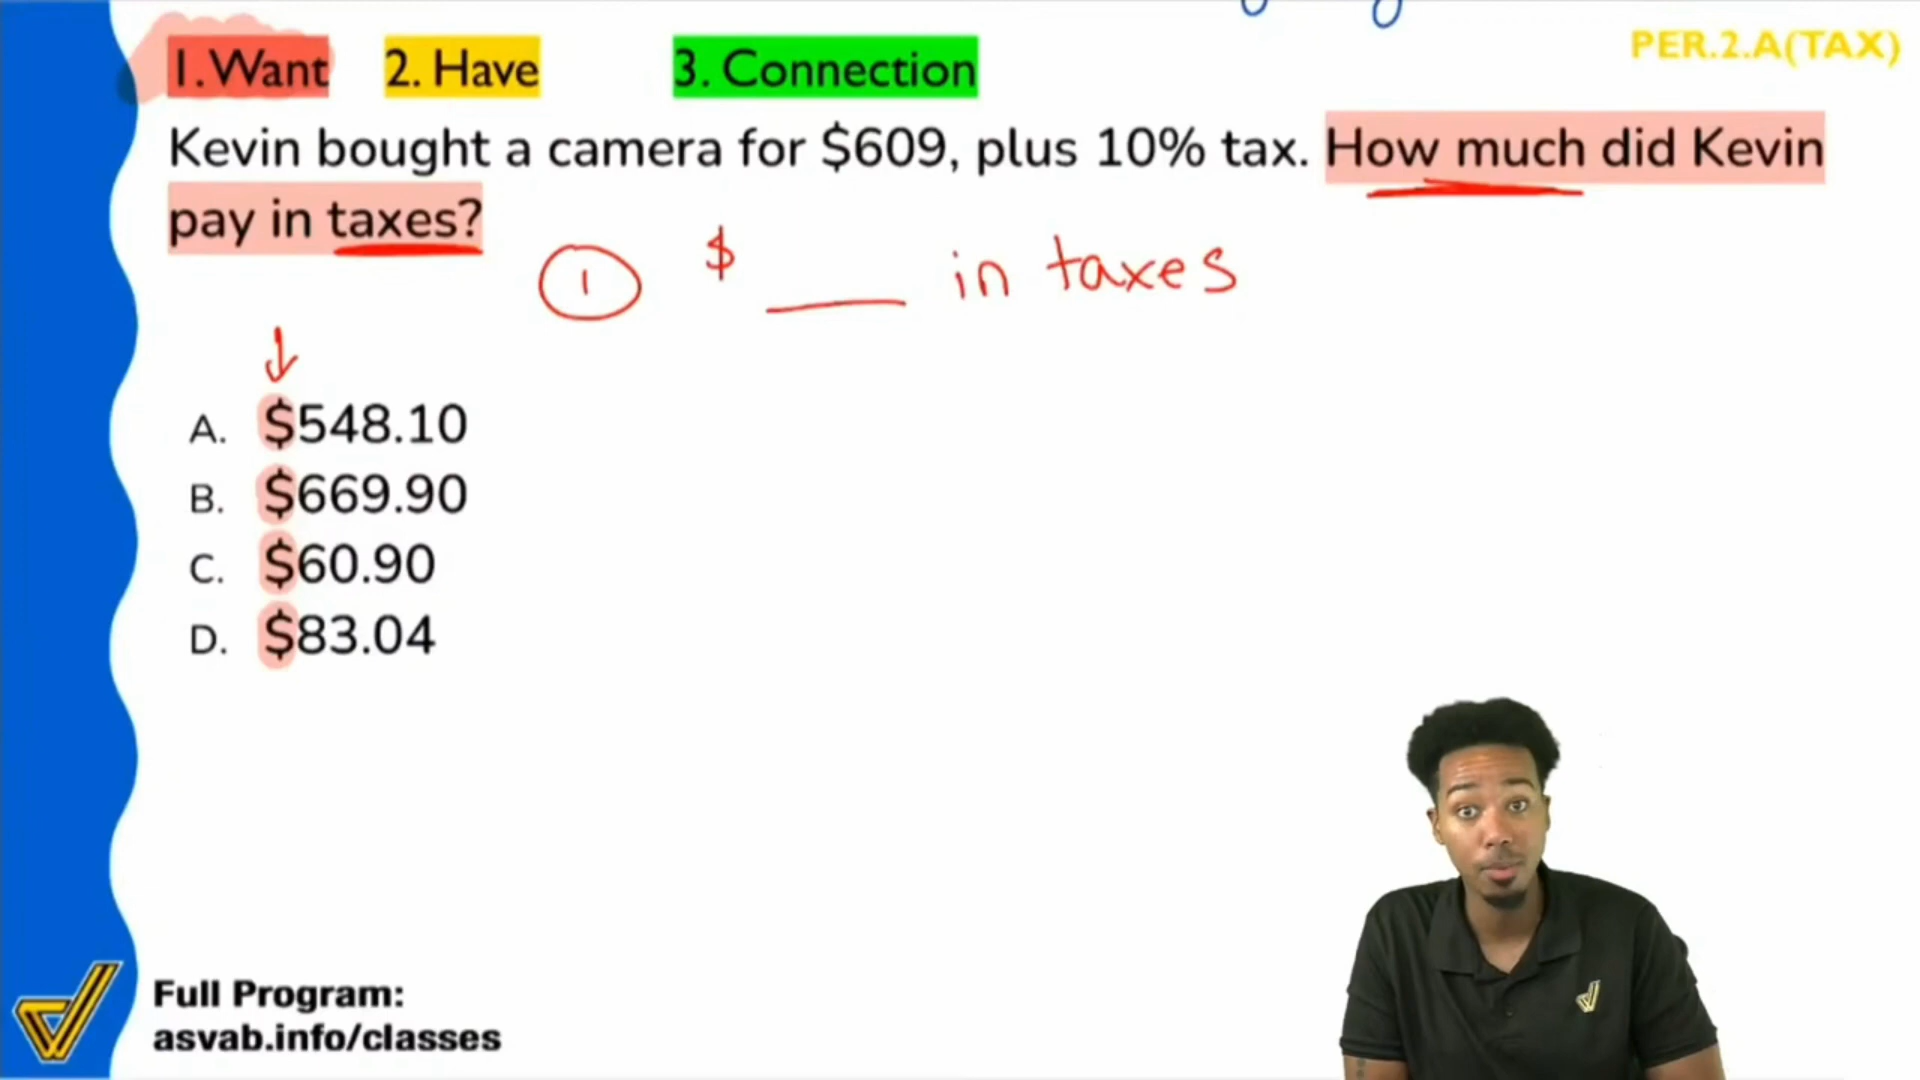 PER.2.A(TAX)
1. Want 2. Have 3. Connection
Kevin bought a camera for $609, plus 10% tax. How much did Kevin
pay in taxes?
1 $ ___ in taxes
A. $548.10
B. $669.90
C. $60.90
D. $83.04
Full Program:
asvab.info/classes